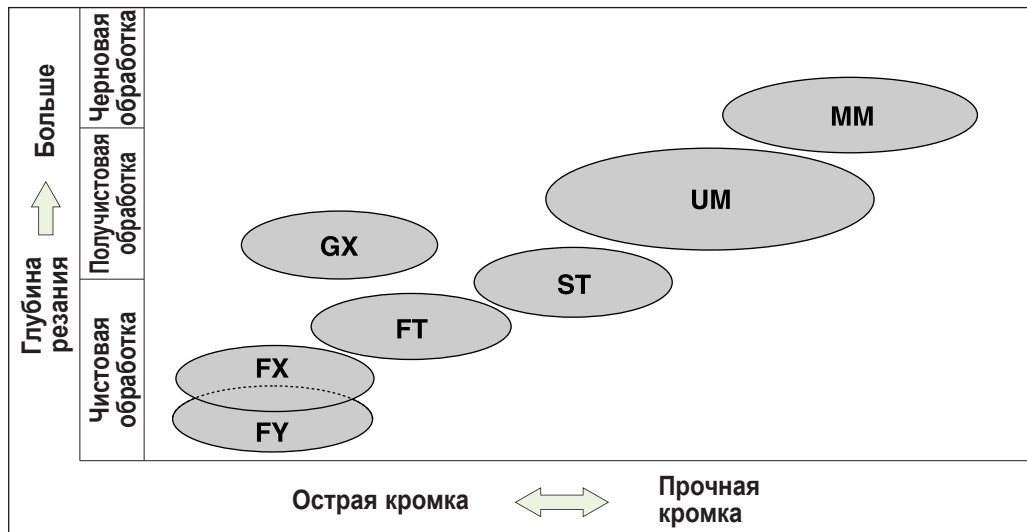 Глубина
резания
Больше
Черновая
обработка
Получистовая
обработка
Чистовая
обработка
MM
UM
GX
ST
FT
FX
FY
Острая кромка
Прочная
кромка